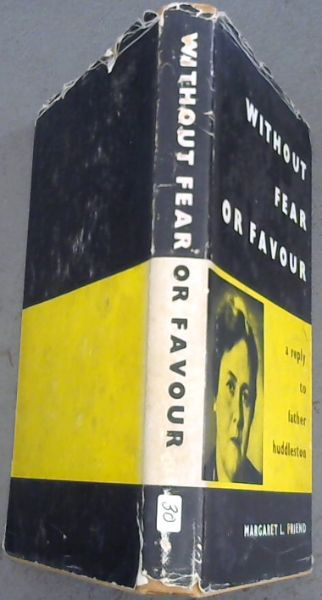 WITHOUT FEAR OR FAVOUR
30
WITHOUT
FEAR
OR FAVOUR
a reply
to
father
huddleston
MARGARET L. FRIEND